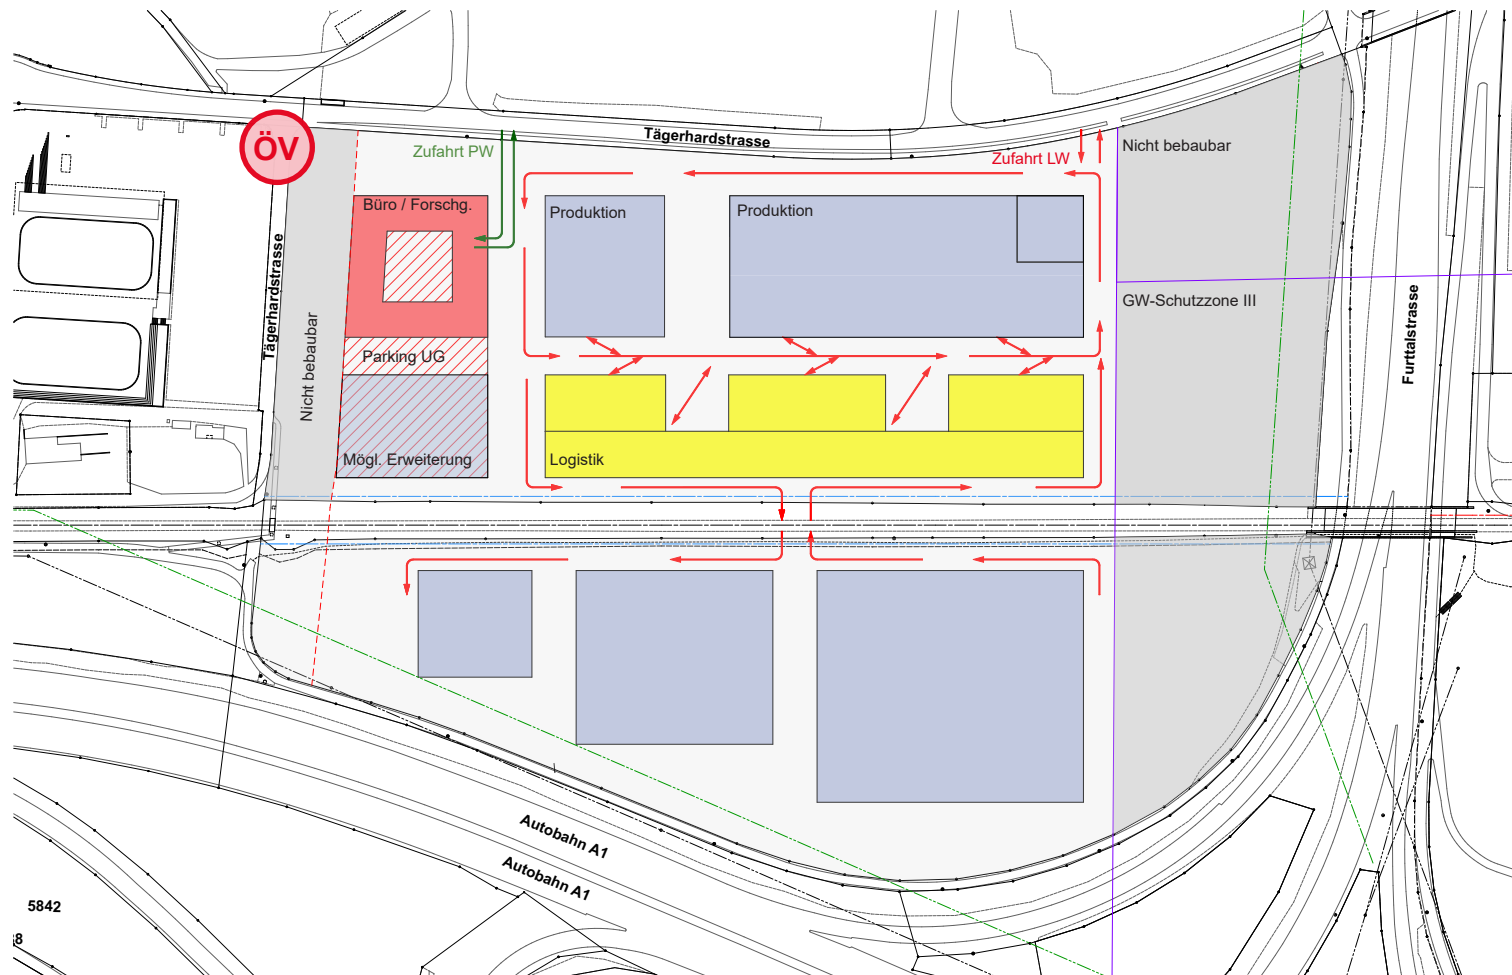 ÖV
Zufahrt PW
Tägerhardstrasse
Zufahrt LW
Nicht bebaubar
Büro / Forschg.
Produktion
Produktion
Tägerhardstrasse
Nicht bebaubar
Parking UG
GW-Schutzzone III
Furttalstrasse
Mögl. Erweiterung
Logistik
Autobahn A1
Autobahn A1
5842
8